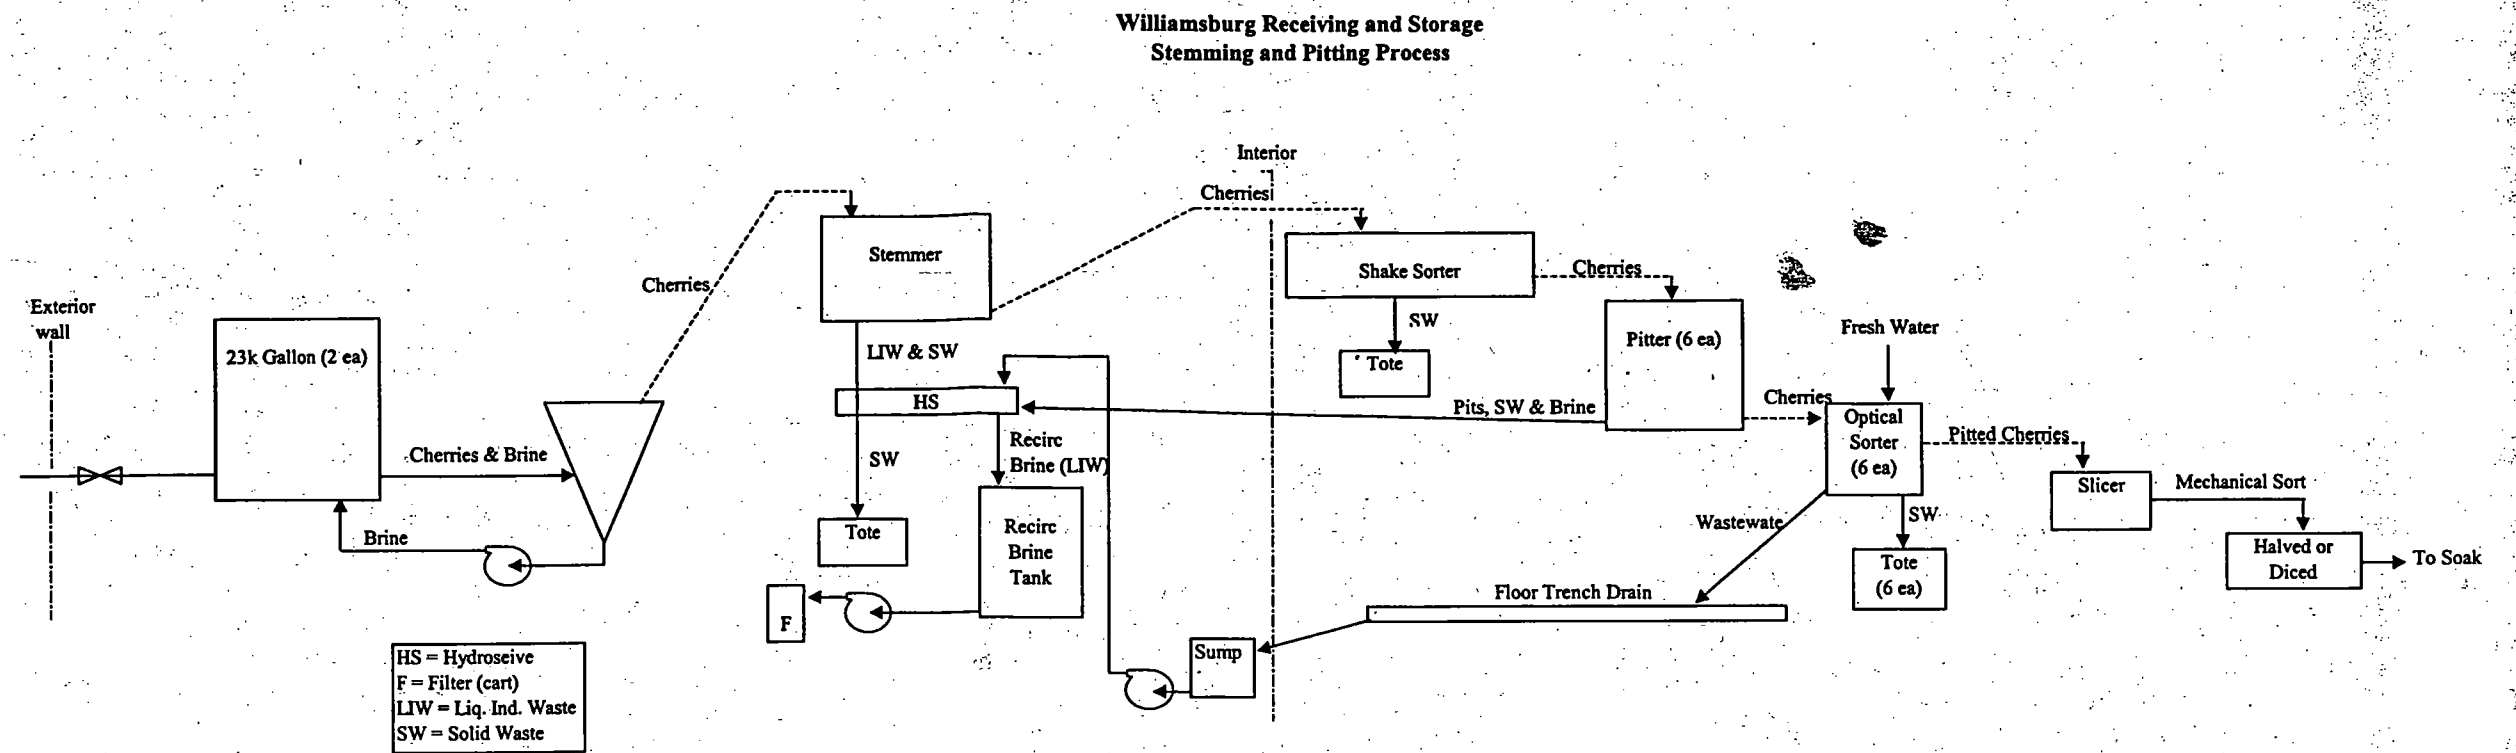 Williamsburg Receiving and Storage
Stemming and Pitting Process
Interior
Cherries
Stemmer
Cherries
Shake Sorter
Cherries
Exterior
wall
23k Gallon (2 ea)
LIW & SW
SW
Tote
Pitter (6 ea)
Fresh Water
HS
Pits, SW & Brine
Cherries
Optical
Sorter
(6 ea)
Pitted Cherries
Cherries & Brine
Recirc
Brine (LIW)
SW
Slicer
Mechanical Sort
Brine
Tote
Recirc
Brine
Tank
Wastewate
SW
Tote
(6 ea)
Halved or
Diced
To Soak
F
Floor Trench Drain
Sump
HS = Hydroseive
F = Filter (cart)
LIW = Liq. Ind. Waste
SW = Solid Waste